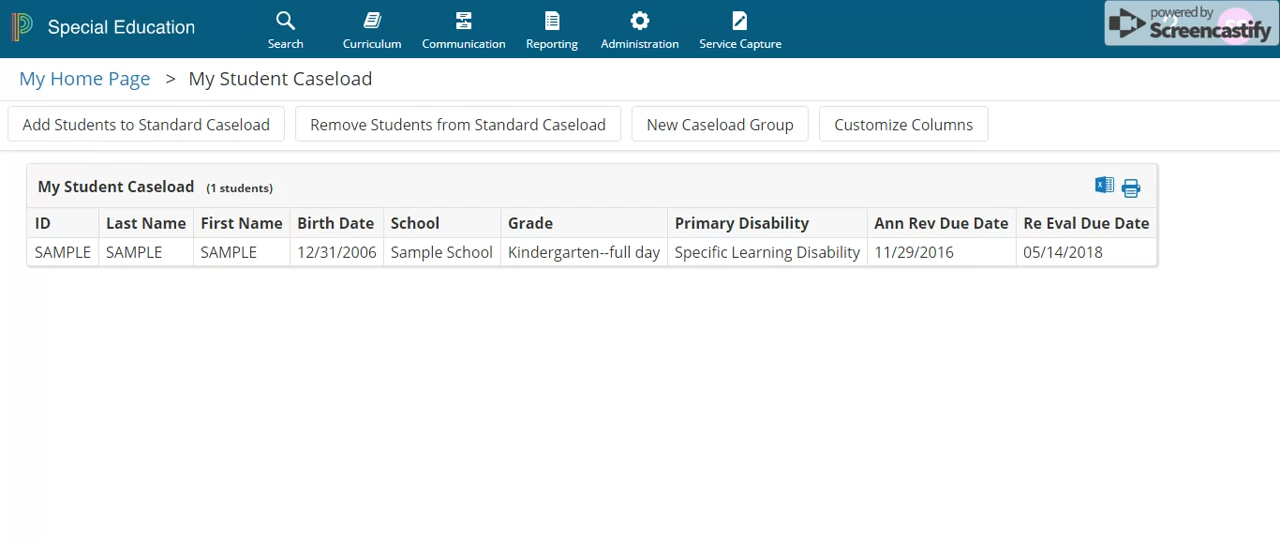 Special Education
Search
Curriculum
Communication
Reporting
Administration
Service Capture
powered by
Screencastify
My Home Page > My Student Caseload
Add Students to Standard Caseload
Remove Students from Standard Caseload
New Caseload Group
Customize Columns
My Student Caseload (1 students)
ID Last Name First Name Birth Date School Grade Primary Disability Ann Rev Due Date Re Eval Due Date
SAMPLE SAMPLE SAMPLE 12/31/2006 Sample School Kindergarten--full day Specific Learning Disability 11/29/2016 05/14/2018